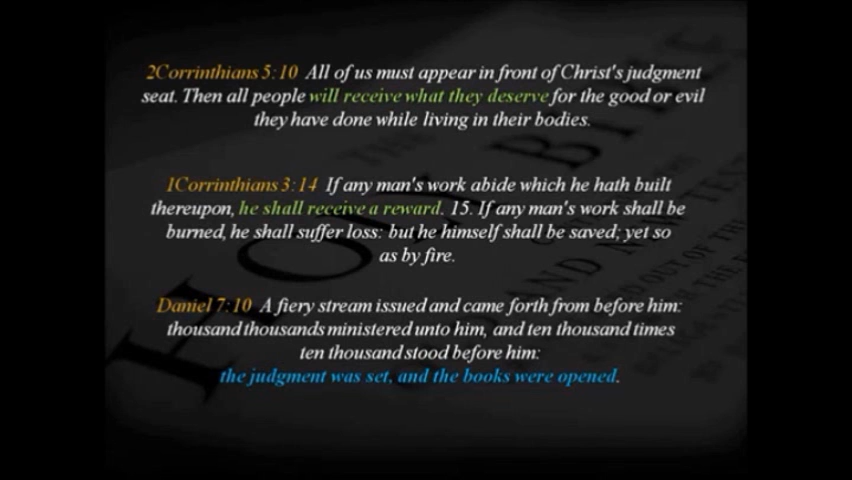 2Corrinthians 5:10 All of us must appear in front of Christ's judgment
seat. Then all people will receive what they deserve for the good or evil
they have done while living in their bodies.
1Corrinthians 3:14 If any man's work abide which he hath built
thereupon, he shall receive a reward. 15. If any man's work shall be
burned, he shall suffer loss: but he himself shall be saved; yet so
as by fire.
Daniel 7:10 A fiery stream issued and came forth from before him:
thousand thousands ministered unto him, and ten thousand times
ten thousand stood before him:
the judgment was set, and the books were opened.
HOLY BIBLE